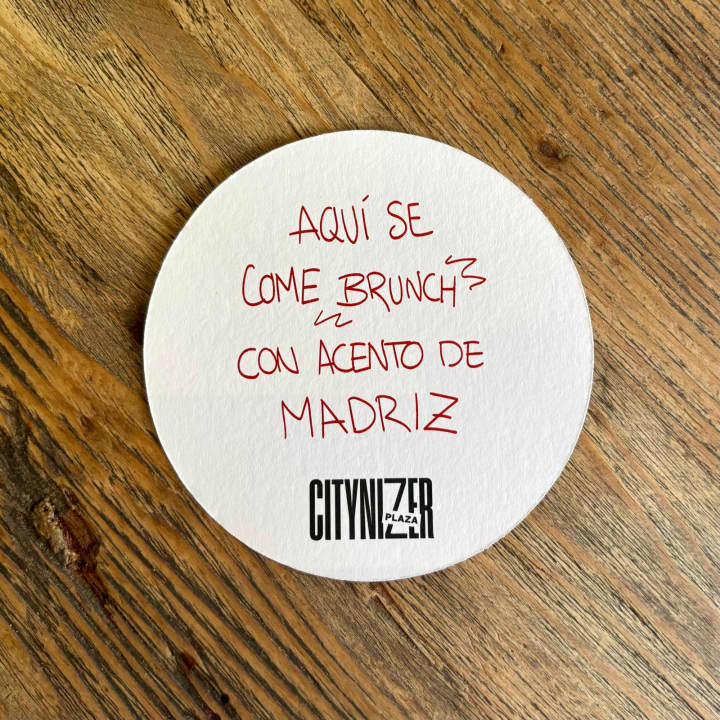 AQUÍ SE
COME BRUNCH
CON ACENTO DE
MADRIZ
CITYNIZER
PLAZA